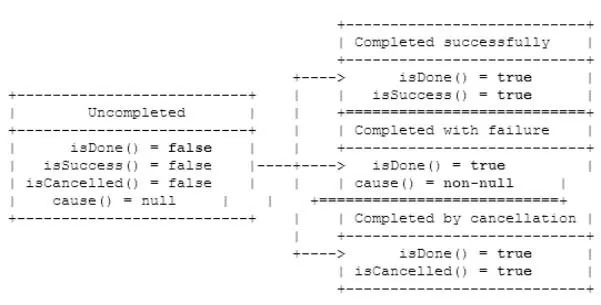 +---------------------------+
                                             | Completed successfully    |
                                             +---------------------------+
                                        +---->      isDone() = true      |
+--------------------------+            |    |   isSuccess() = true      |
|        Uncompleted       |            |    +===========================+
+--------------------------+            |    | Completed with failure    |
|      isDone() = false    |            |    +---------------------------+
|   isSuccess() = false    |----+---->   isDone() = true         |
| isCancelled() = false    |            |    | cause() = non-null     |
|    cause() = null     |    |    +===========================+
+--------------------------+            |    | Completed by cancellation |
                                        |    +---------------------------+
                                        +---->      isDone() = true      |
                                             | isCancelled() = true      |
                                             +---------------------------+